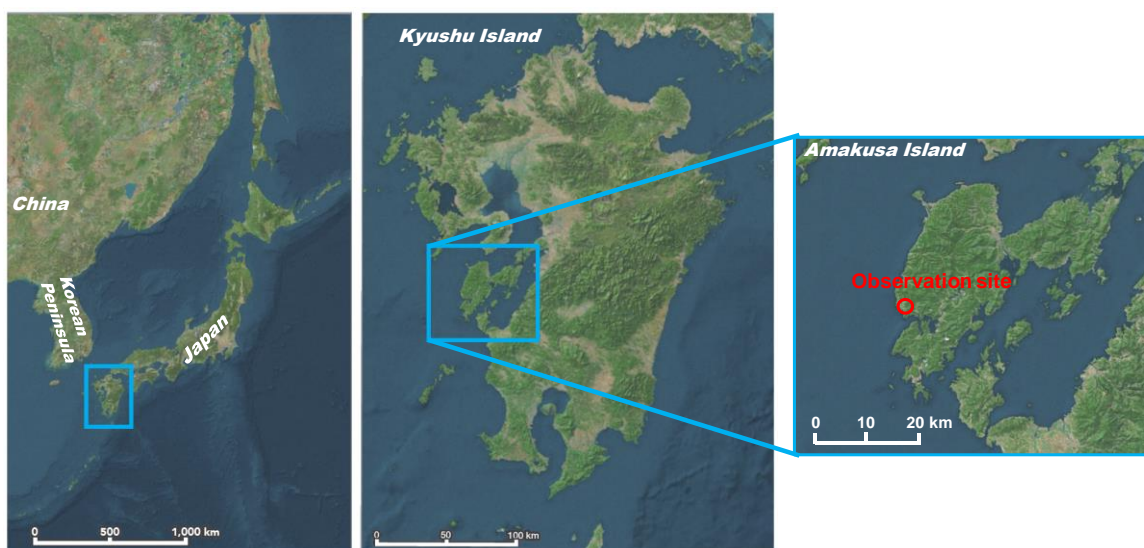 China
Korean
Peninsula
Japan
0 500 1,000 km
Kyushu Island
0 50 100 km
Amakusa Island
Observation site
0 10 20 km